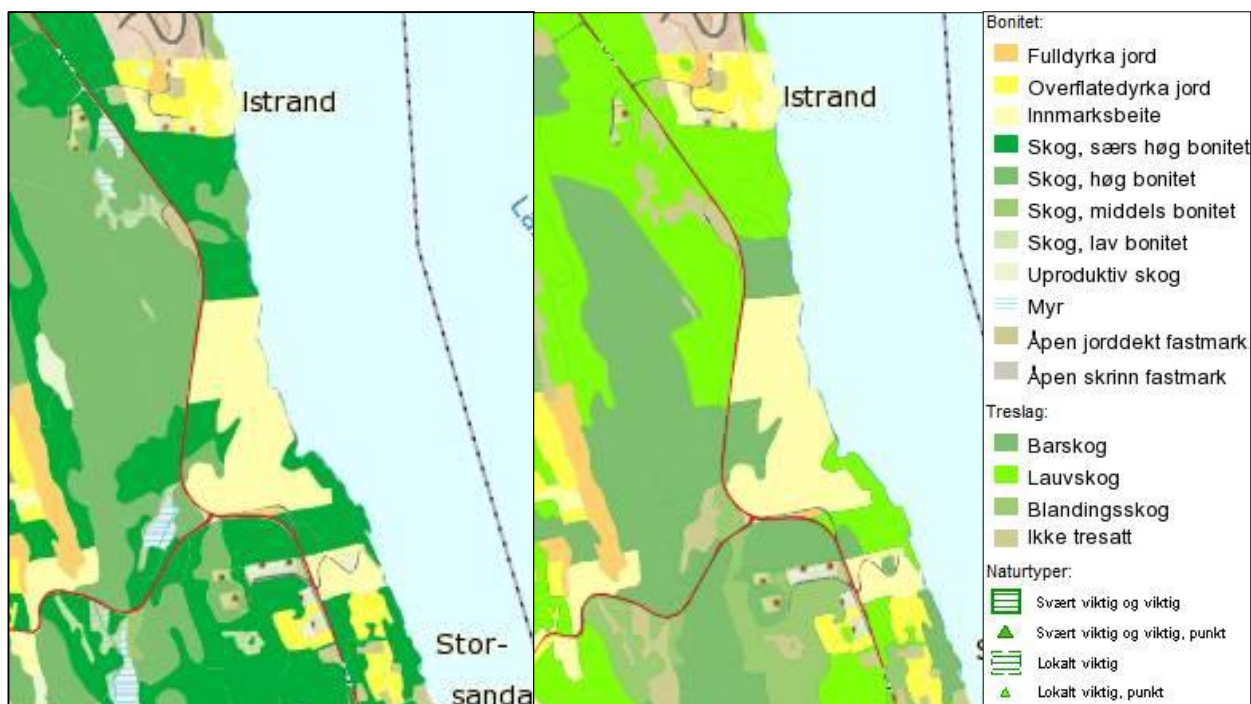 Istrand
Stor-
sanda
Istrand
Bonitet:
Fulldyrka jord
Overflatedyrka jord
Innmarksbeite
Skog, særs høg bonitet
Skog, høg bonitet
Skog, middels bonitet
Skog, lav bonitet
Uproduktiv skog
Myr
Åpen jorddekt fastmark
Åpen skrinn fastmark
Treslag:
Barskog
Lauvskog
Blandingsskog
Ikke tresatt
Naturtyper:
Svært viktig og viktig
Svært viktig og viktig, punkt
Lokalt viktig
Lokalt viktig, punkt